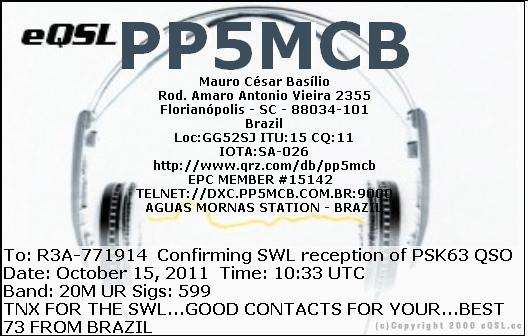 eQSL
PP5MCB
Mauro César Basílio
Rod. Amaro Antonio Vieira 2355
Florianópolis - SC - 88034-101
Brazil
Loc:GG52SJ ITU:15 CQ:11
IOTA:SA-026
http://www.qrz.com/db/pp5mcb
EPC MEMBER #15142
TELNET://DXC.PP5MCB.COM.BR:9000
AGUAS MORNAS STATION - BRAZIL
To: R3A-771914 Confirming SWL reception of PSK63 QSO
Date: October 15, 2011 Time: 10:33 UTC
Band: 20M UR Sigs: 599
TNX FOR THE SWL...GOOD CONTACTS FOR YOUR...BEST
73 FROM BRAZIL
(c)Copyright 2000 eQSL.cc